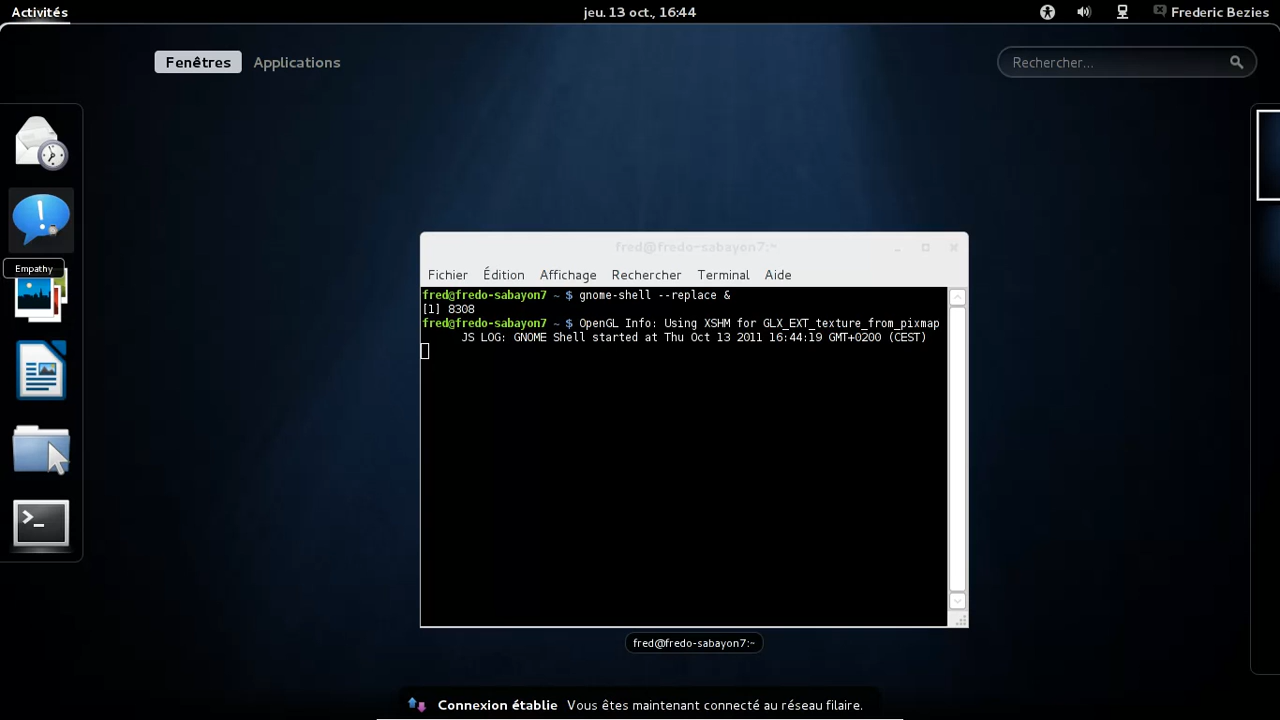 Activités
jeu. 13 oct., 16:44
Frederic Bezies
Fenêtres
Applications
Rechercher...
Empathy
fred@fredo-sabayon7:~
Fichier Édition Affichage Rechercher Terminal Aide
fred@fredo-sabayon7 ~ $ gnome-shell --replace &
[1] 8308
fred@fredo-sabayon7 ~ $ OpenGL Info: Using XSHM for GLX_EXT_texture_from_pixmap
JS LOG: GNOME Shell started at Thu Oct 13 2011 16:44:19 GMT+0200 (CEST)
fred@fredo-sabayon7:~
Connexion établie Vous êtes maintenant connecté au réseau filaire.